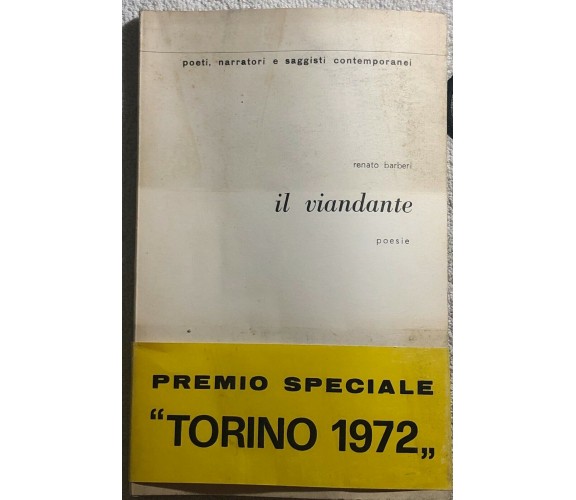 poeti, narratori e saggisti contemporanei
renato barberi
il viandante
poesie
PREMIO SPECIALE
“TORINO 1972„